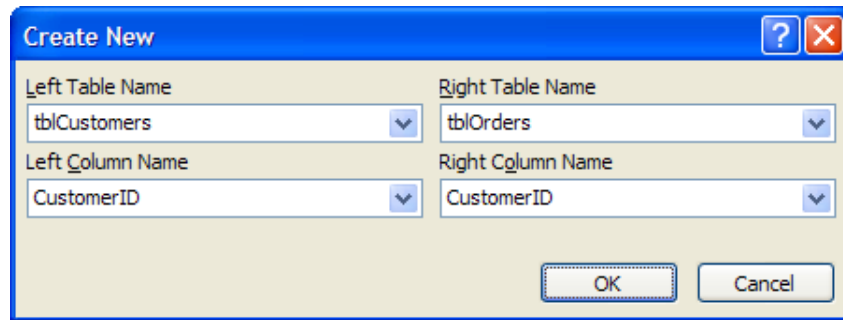 Create New
Left Table Name
Right Table Name
tblCustomers
tblOrders
Left Column Name
Right Column Name
CustomerID
CustomerID
OK
Cancel